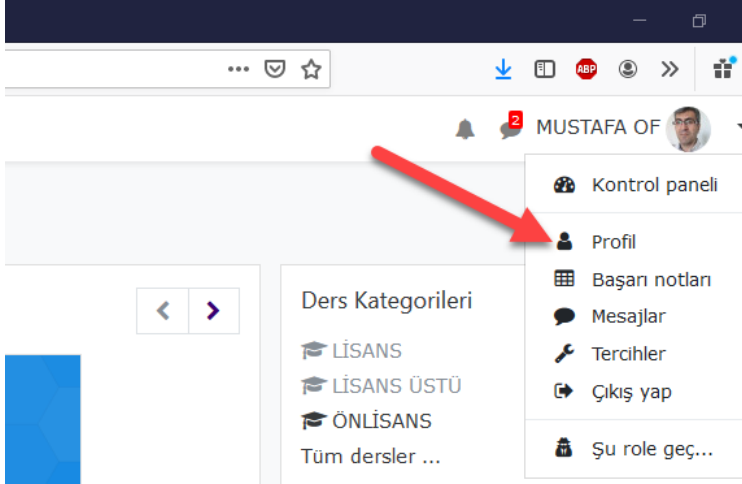 ABP
2
MUSTAFA OF
Kontrol paneli
Profil
Başarı notları
Mesajlar
Tercihler
Çıkış yap
Şu role geç...
Ders Kategorileri
LİSANS
LİSANS ÜSTÜ
ÖNLİSANS
Tüm dersler ...